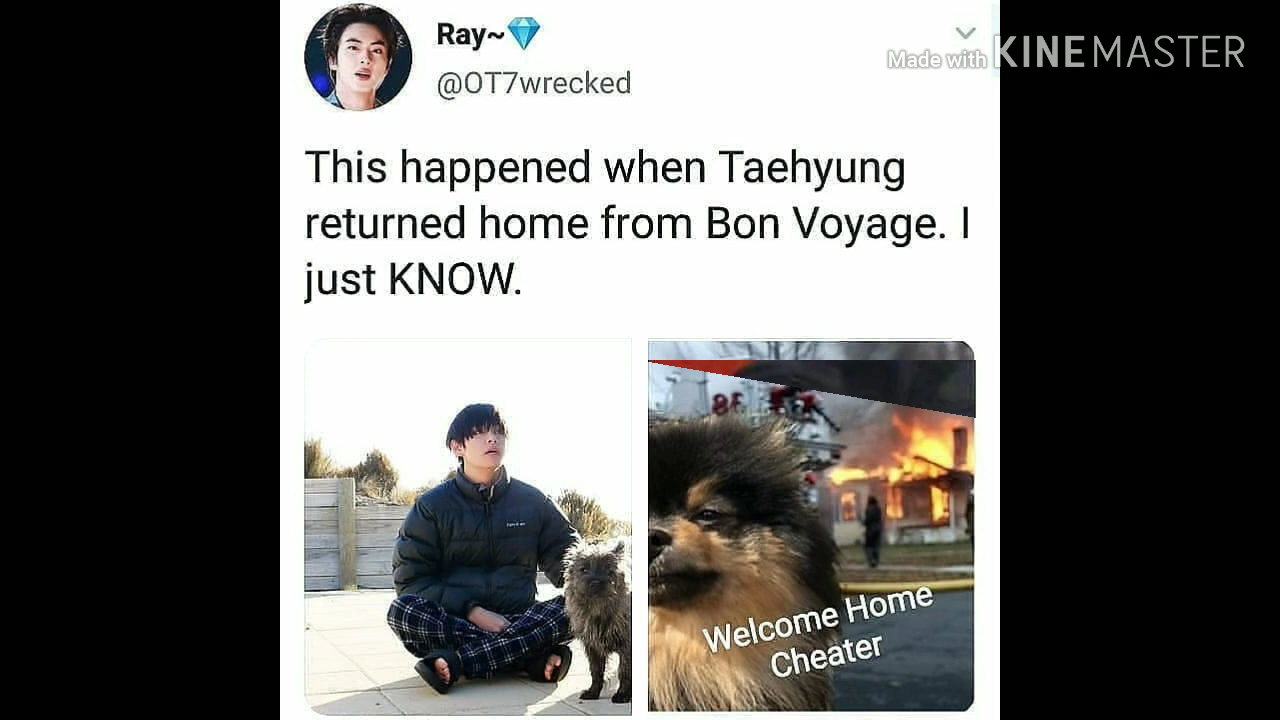 Ray~💎
@OT7wrecked
Made with KINEMASTER
This happened when Taehyung
returned home from Bon Voyage. I
just KNOW.
Welcome Home
Cheater